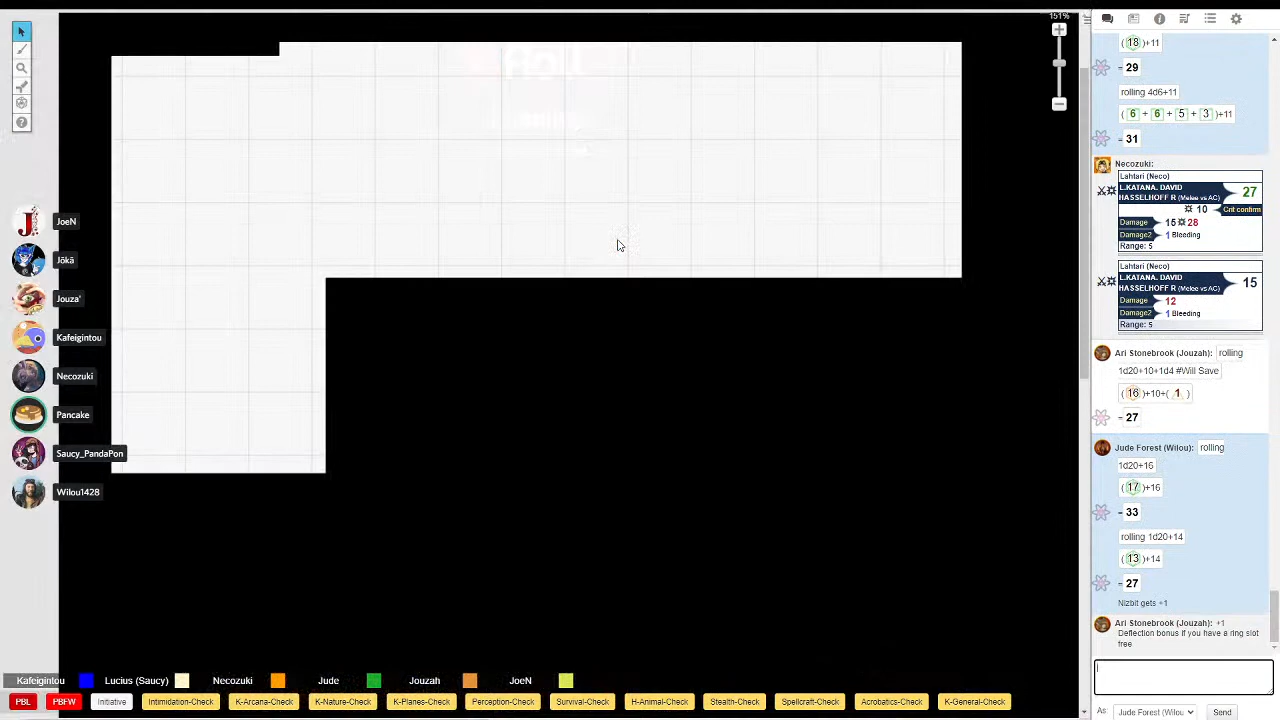 151%
(18)+11
= 29
rolling 4d6+11
(6 + 6 + 5 + 3)+11
= 31
Necozuki:
Lahtari (Neco)
L.KATANA. DAVID
HASSELHOFF R (Melee vs AC)
27
10 Crit confirm
Damage 15 28
Damage2 1 Bleeding
Range: 5
Lahtari (Neco)
L.KATANA. DAVID
HASSELHOFF R (Melee vs AC)
15
Damage 12
Damage2 1 Bleeding
Range: 5
Ari Stonebrook (Jouzah): rolling
1d20+10+1d4 #Will Save
(16)+10+(1)
= 27
Jude Forest (Wilou): rolling
1d20+16
(17)+16
= 33
rolling 1d20+14
(13)+14
= 27
Nizbit gets +1
Ari Stonebrook (Jouzah): +1
Deflection bonus if you have a ring slot
free
As: Jude Forest (Wilou Send
JoeN
Jōkā
Jouza'
Kafeigintou
Necozuki
Pancake
Saucy_PandaPon
Wilou1428
Kafeigintou Lucius (Saucy) Necozuki Jude Jouzah JoeN
PBL PBFW Initiative Intimidation-Check K-Arcana-Check K-Nature-Check K-Planes-Check Perception-Check Survival-Check H-Animal-Check Stealth-Check Spellcraft-Check Acrobatics-Check K-General-Check